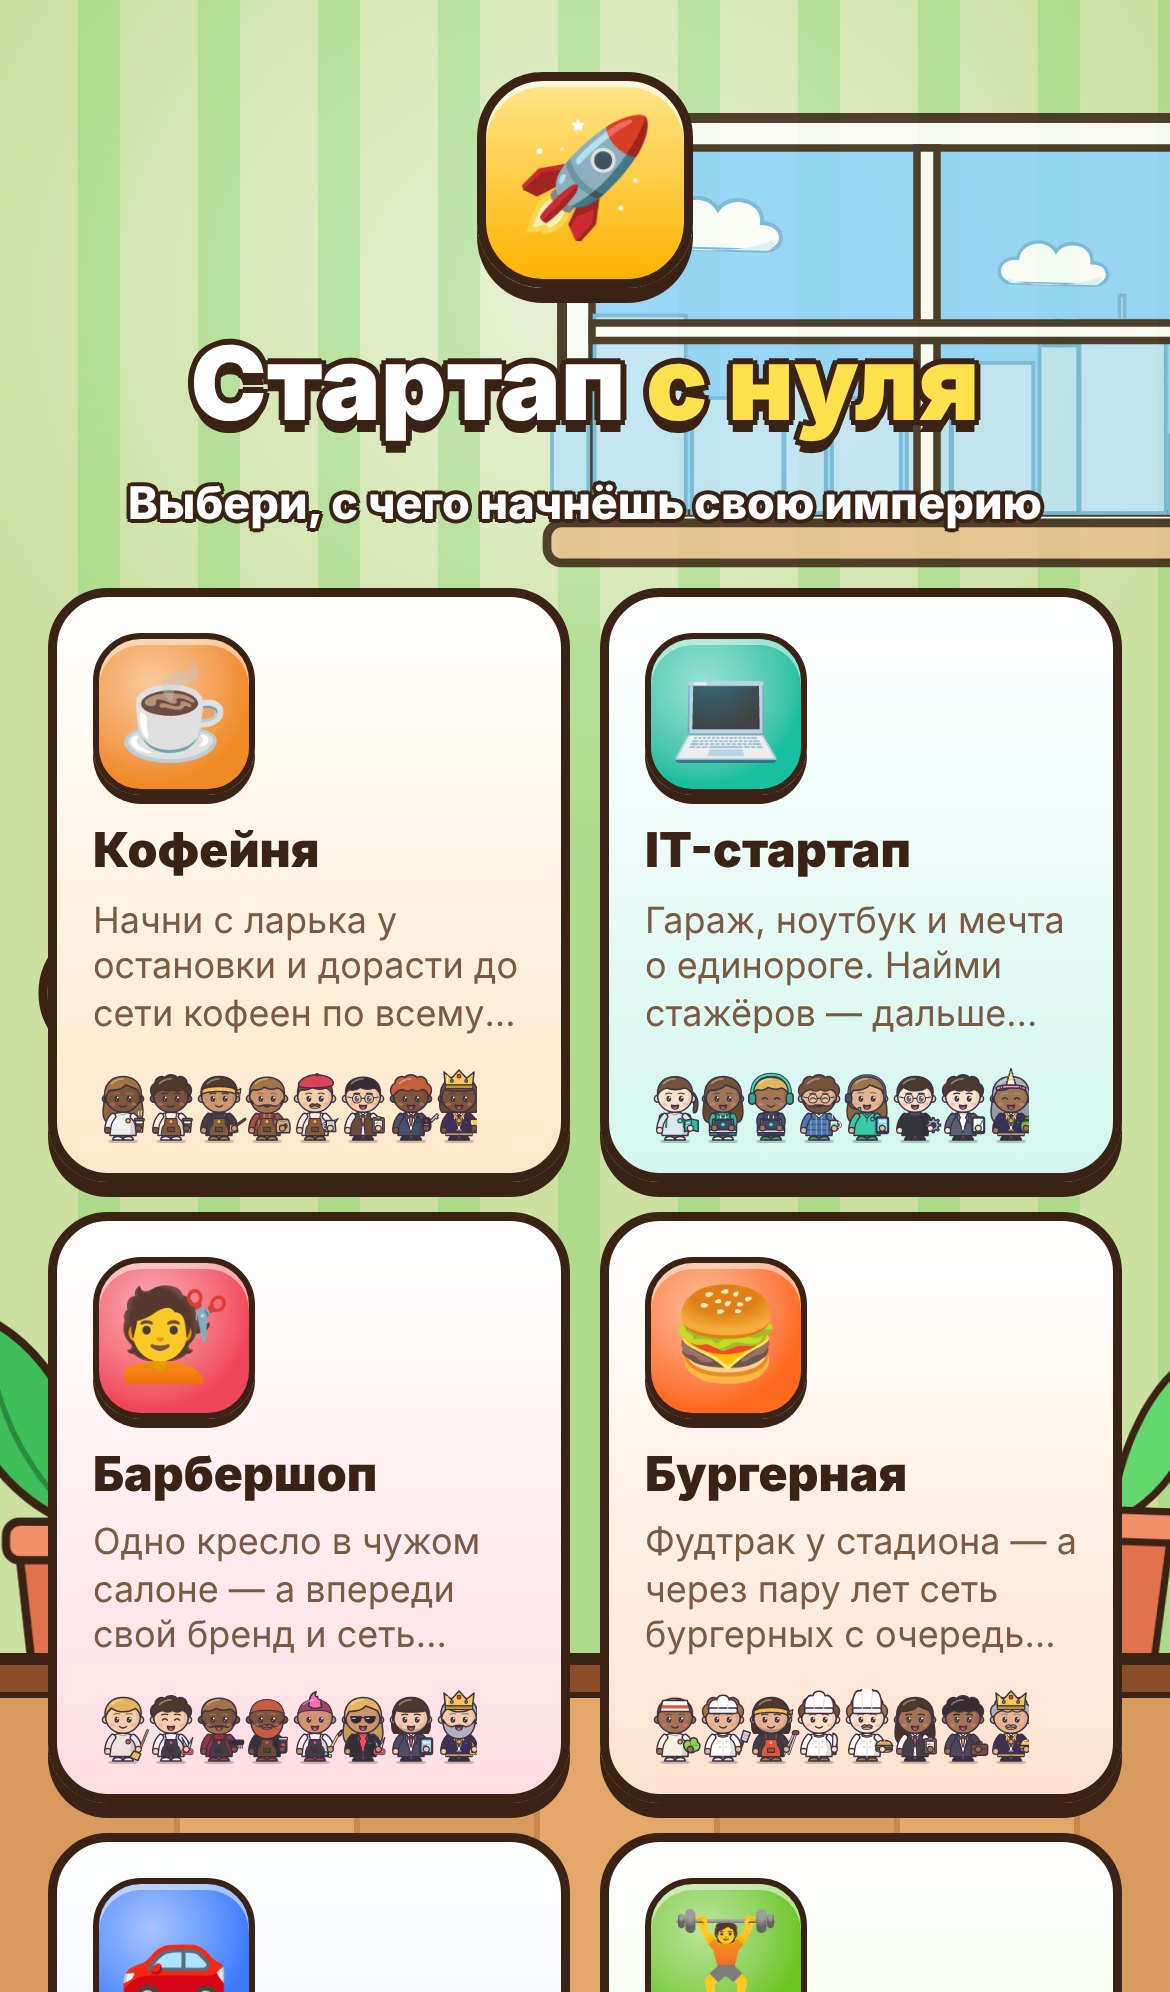 Стартап с нуля
Выбери, с чего начнёшь свою империю
Кофейня
Начни с ларька у
остановки и дорасти до
сети кофеен по всему...
IT-стартап
Гараж, ноутбук и мечта
о единороге. Найми
стажёров — дальше...
Барбершоп
Одно кресло в чужом
салоне — а впереди
свой бренд и сеть...
Бургерная
Фудтрак у стадиона — а
через пару лет сеть
бургерных с очередь...